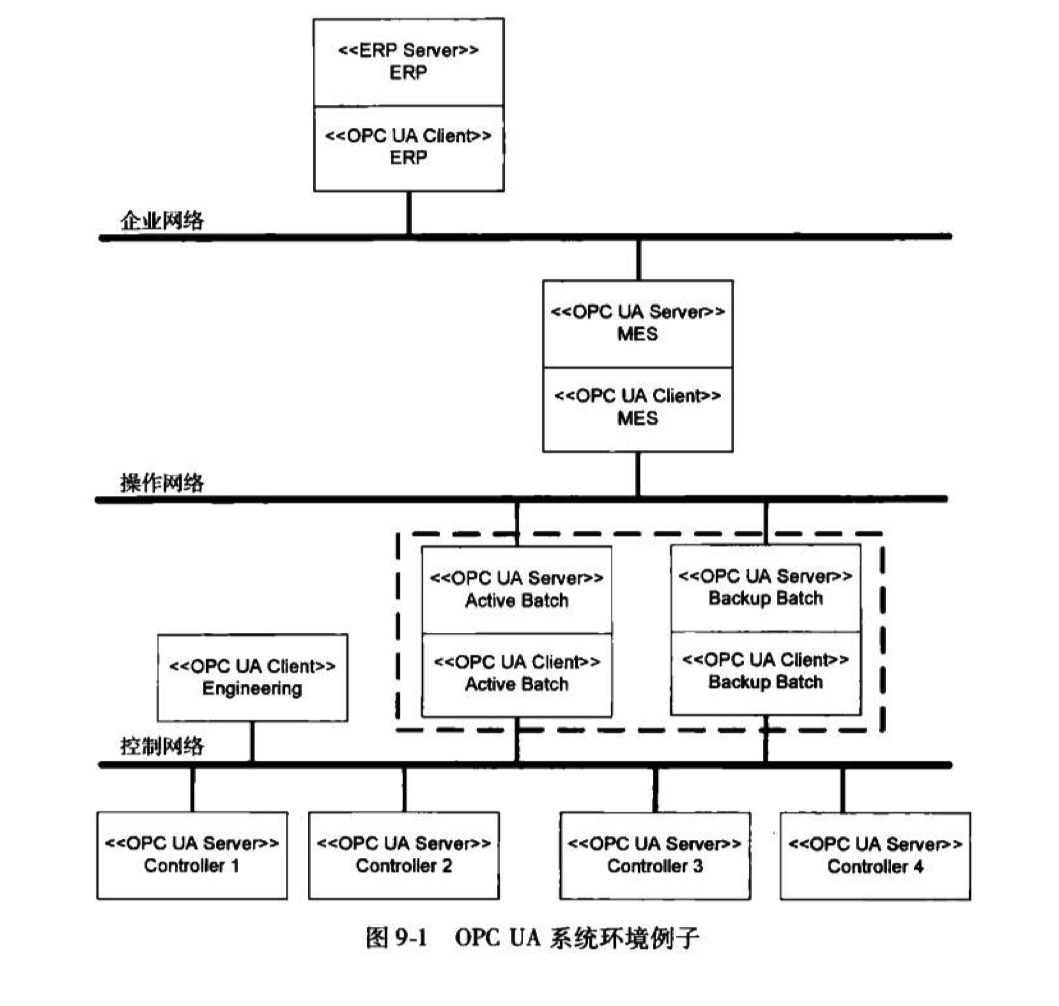 <<ERP Server>>
ERP
<<OPC UA Client>>
ERP
企业网络
<<OPC UA Server>>
MES
<<OPC UA Client>>
MES
操作网络
<<OPC UA Server>>
Active Batch
<<OPC UA Client>>
Active Batch
<<OPC UA Server>>
Backup Batch
<<OPC UA Client>>
Backup Batch
<<OPC UA Client>>
Engineering
控制网络
<<OPC UA Server>>
Controller 1
<<OPC UA Server>>
Controller 2
<<OPC UA Server>>
Controller 3
<<OPC UA Server>>
Controller 4
图 9-1 OPC UA 系统环境例子